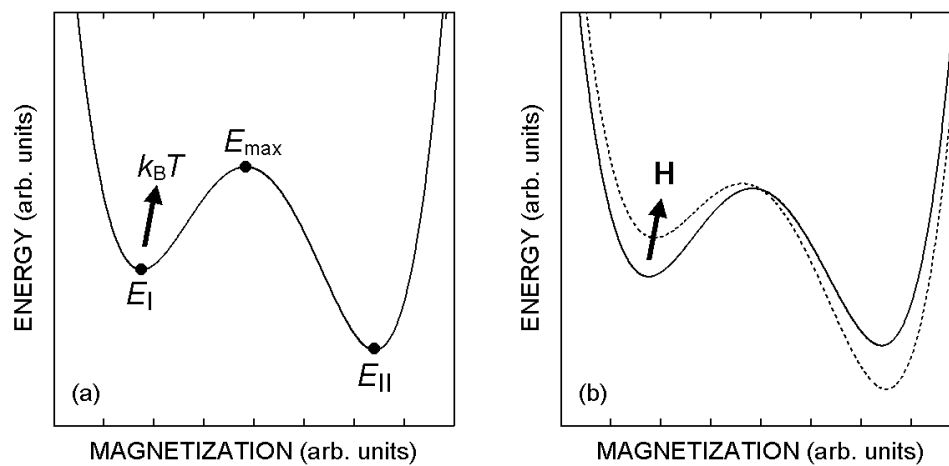 ENERGY (arb. units)
k_BT
E_max
E_I
E_II
(a)
MAGNETIZATION (arb. units)
ENERGY (arb. units)
H
(b)
MAGNETIZATION (arb. units)